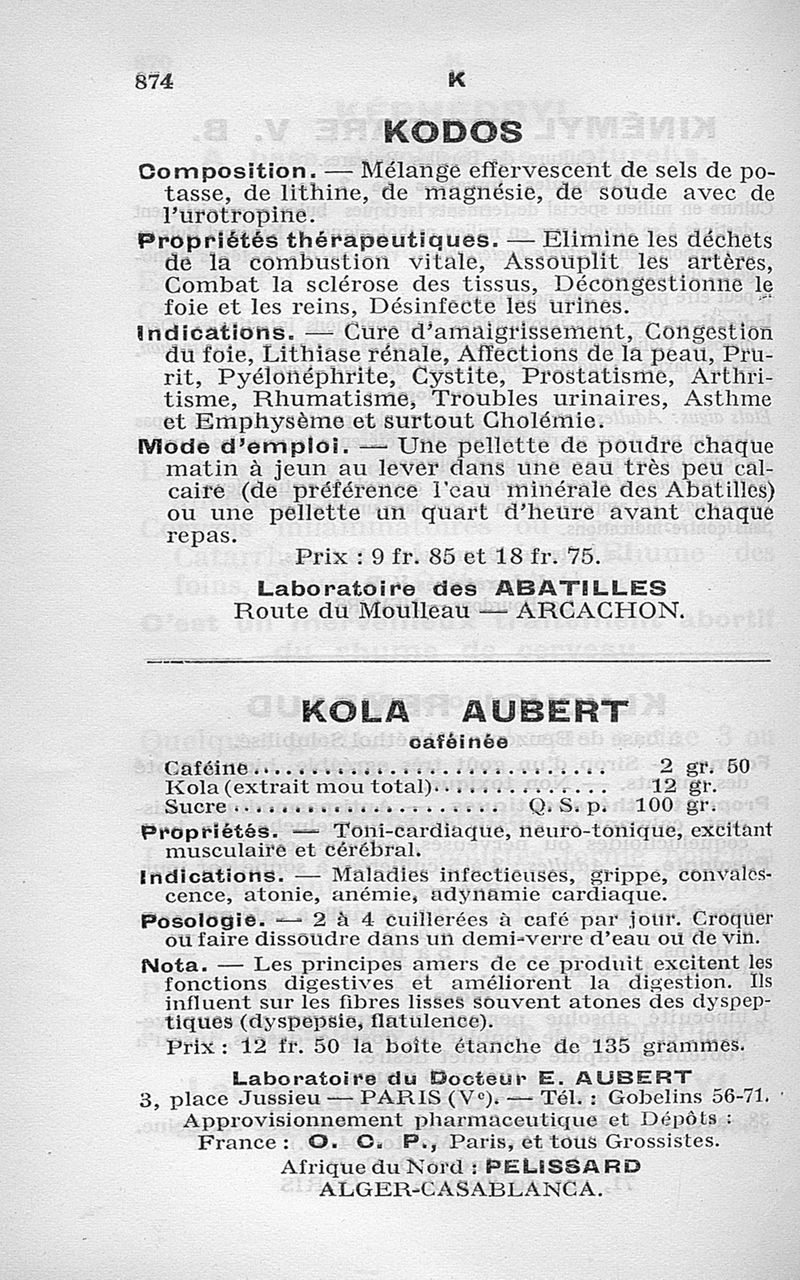 874
K
KODOS
Composition. — Mélange effervescent de sels de po-
tasse, de lithine, de magnésie, de soude avec de
l'urotropine.
Propriétés thérapeutiques. — Elimine les déchets
de la combustion vitale, Assouplit les artères,
Combat la sclérose des tissus, Décongestionne le
foie et les reins, Désinfecte les urines.
Indications. — Cure d'amaigrissement, Congestion
du foie, Lithiase rénale, Affections de la peau, Pru-
rit, Pyélonéphrite, Cystite, Prostatisme, Arthri-
tisme, Rhumatisme, Troubles urinaires, Asthme
et Emphysème et surtout Cholémie.
Mode d'emploi. — Une pellette de poudre chaque
matin à jeun au lever dans une eau très peu cal-
caire (de préférence l'eau minérale des Abatilles)
ou une pellette un quart d'heure avant chaque
repas.
Prix : 9 fr. 85 et 18 fr. 75.
Laboratoire des ABATILLES
Route du Moulleau — ARCACHON.
KOLA AUBERT
caféinée
Caféine.............................. 2 gr. 50
Kola (extrait mou total)................ 12 gr.
Sucre...................... Q. S. p. 100 gr.
Propriétés. — Toni-cardiaque, neuro-tonique, excitant
musculaire et cérébral.
Indications. — Maladies infectieuses, grippe, convales-
cence, atonie, anémie, adynamie cardiaque.
Posologie. — 2 à 4 cuillerées à café par jour. Croquer
ou faire dissoudre dans un demi-verre d'eau ou de vin.
Nota. — Les principes amers de ce produit excitent les
fonctions digestives et améliorent la digestion. Ils
influent sur les fibres lisses souvent atones des dyspep-
tiques (dyspepsie, flatulence).
Prix : 12 fr. 50 la boîte étanche de 135 grammes.
Laboratoire du Docteur E. AUBERT
3, place Jussieu — PARIS (Ve). — Tél. : Gobelins 56-71.
Approvisionnement pharmaceutique et Dépôts :
France : O. C. P., Paris, et tous Grossistes.
Afrique du Nord : PELISSARD
ALGER-CASABLANCA.